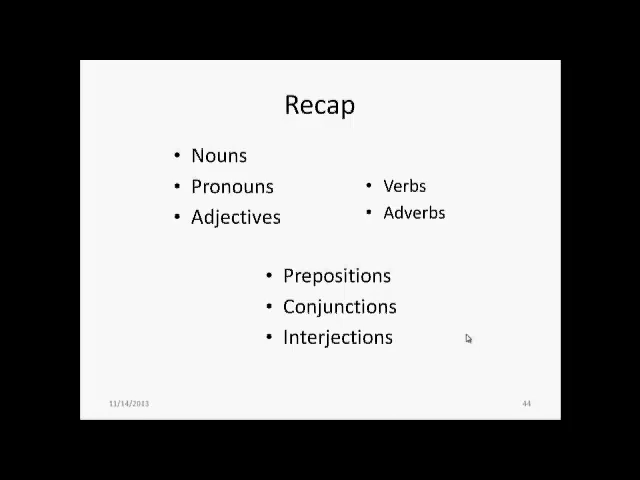 Recap
• Nouns
• Pronouns
• Adjectives
• Verbs
• Adverbs
• Prepositions
• Conjunctions
• Interjections
11/14/2013
44